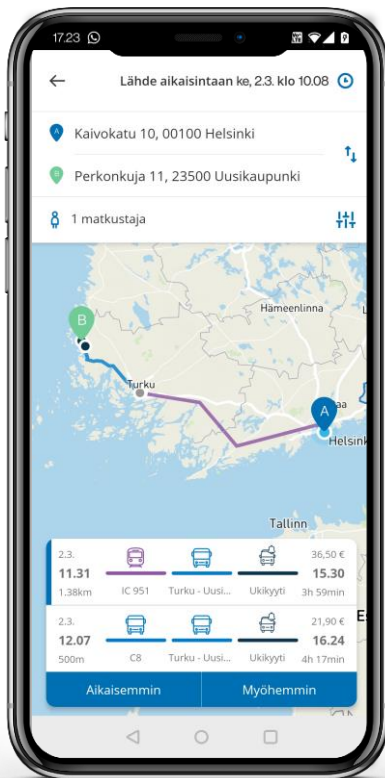 17.23
Lähde aikaisintaan ke, 2.3. klo 10.08
A Kaivokatu 10, 00100 Helsinki
B Perkonkuja 11, 23500 Uusikaupunki
1 matkustaja
Hämeenlinna
B
Turku
A
Helsink
Tallinn
2.3. 36,50 €
11.31 15.30
1.38km IC 951 Turku - Uusi... Ukikyyti 3h 59min
2.3. 21,90 €
12.07 16.24
500m C8 Turku - Uusi... Ukikyyti 4h 17min
Aikaisemmin Myöhemmin